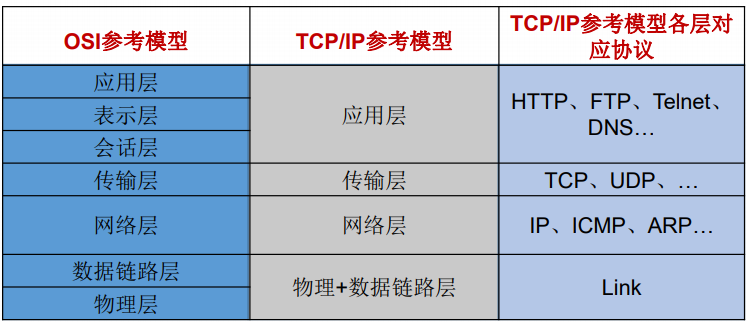 OSI参考模型
TCP/IP参考模型
TCP/IP参考模型各层对
应协议
应用层
表示层
会话层
应用层
HTTP、FTP、Telnet、
DNS...
传输层
传输层
TCP、UDP、...
网络层
网络层
IP、ICMP、ARP...
数据链路层
物理层
物理+数据链路层
Link